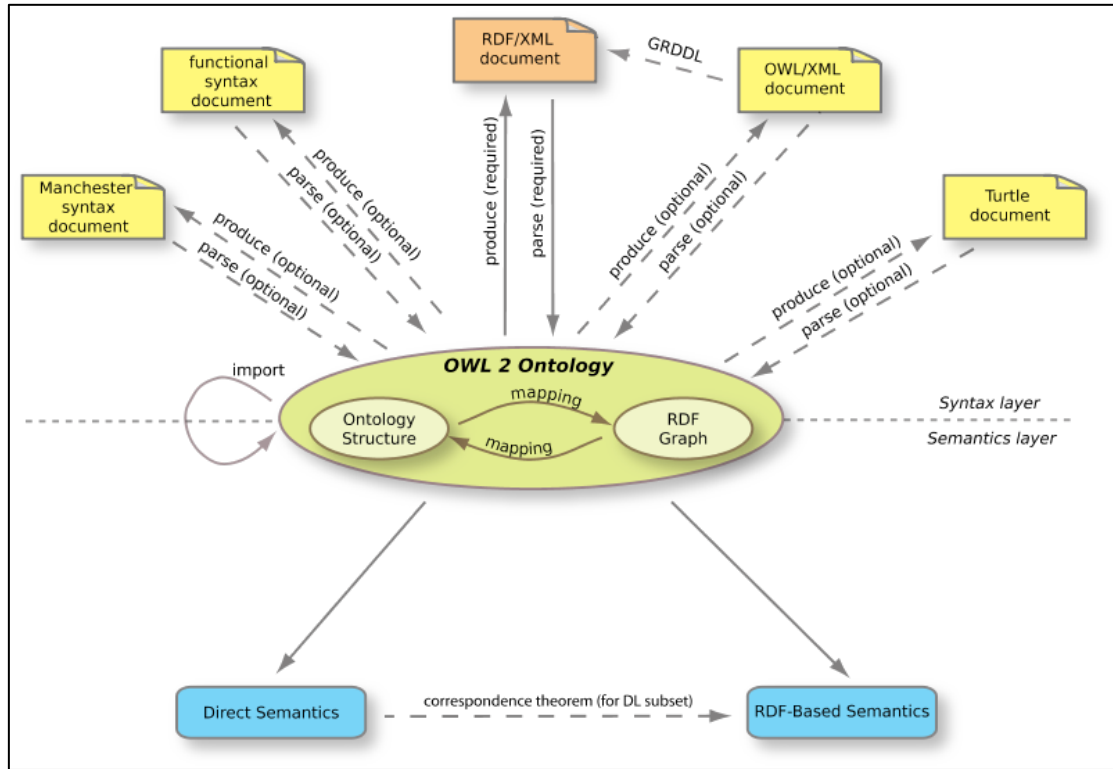 RDF/XML
document
GRDDL
functional
syntax
document
OWL/XML
document
Manchester
syntax
document
Turtle
document
produce (optional)
parse (optional)
produce (optional)
parse (optional)
produce (required)
parse (required)
produce (optional)
parse (optional)
produce (optional)
parse (optional)
import
OWL 2 Ontology
mapping
Ontology
Structure
RDF
Graph
mapping
Syntax layer
Semantics layer
Direct Semantics
correspondence theorem (for DL subset)
RDF-Based Semantics